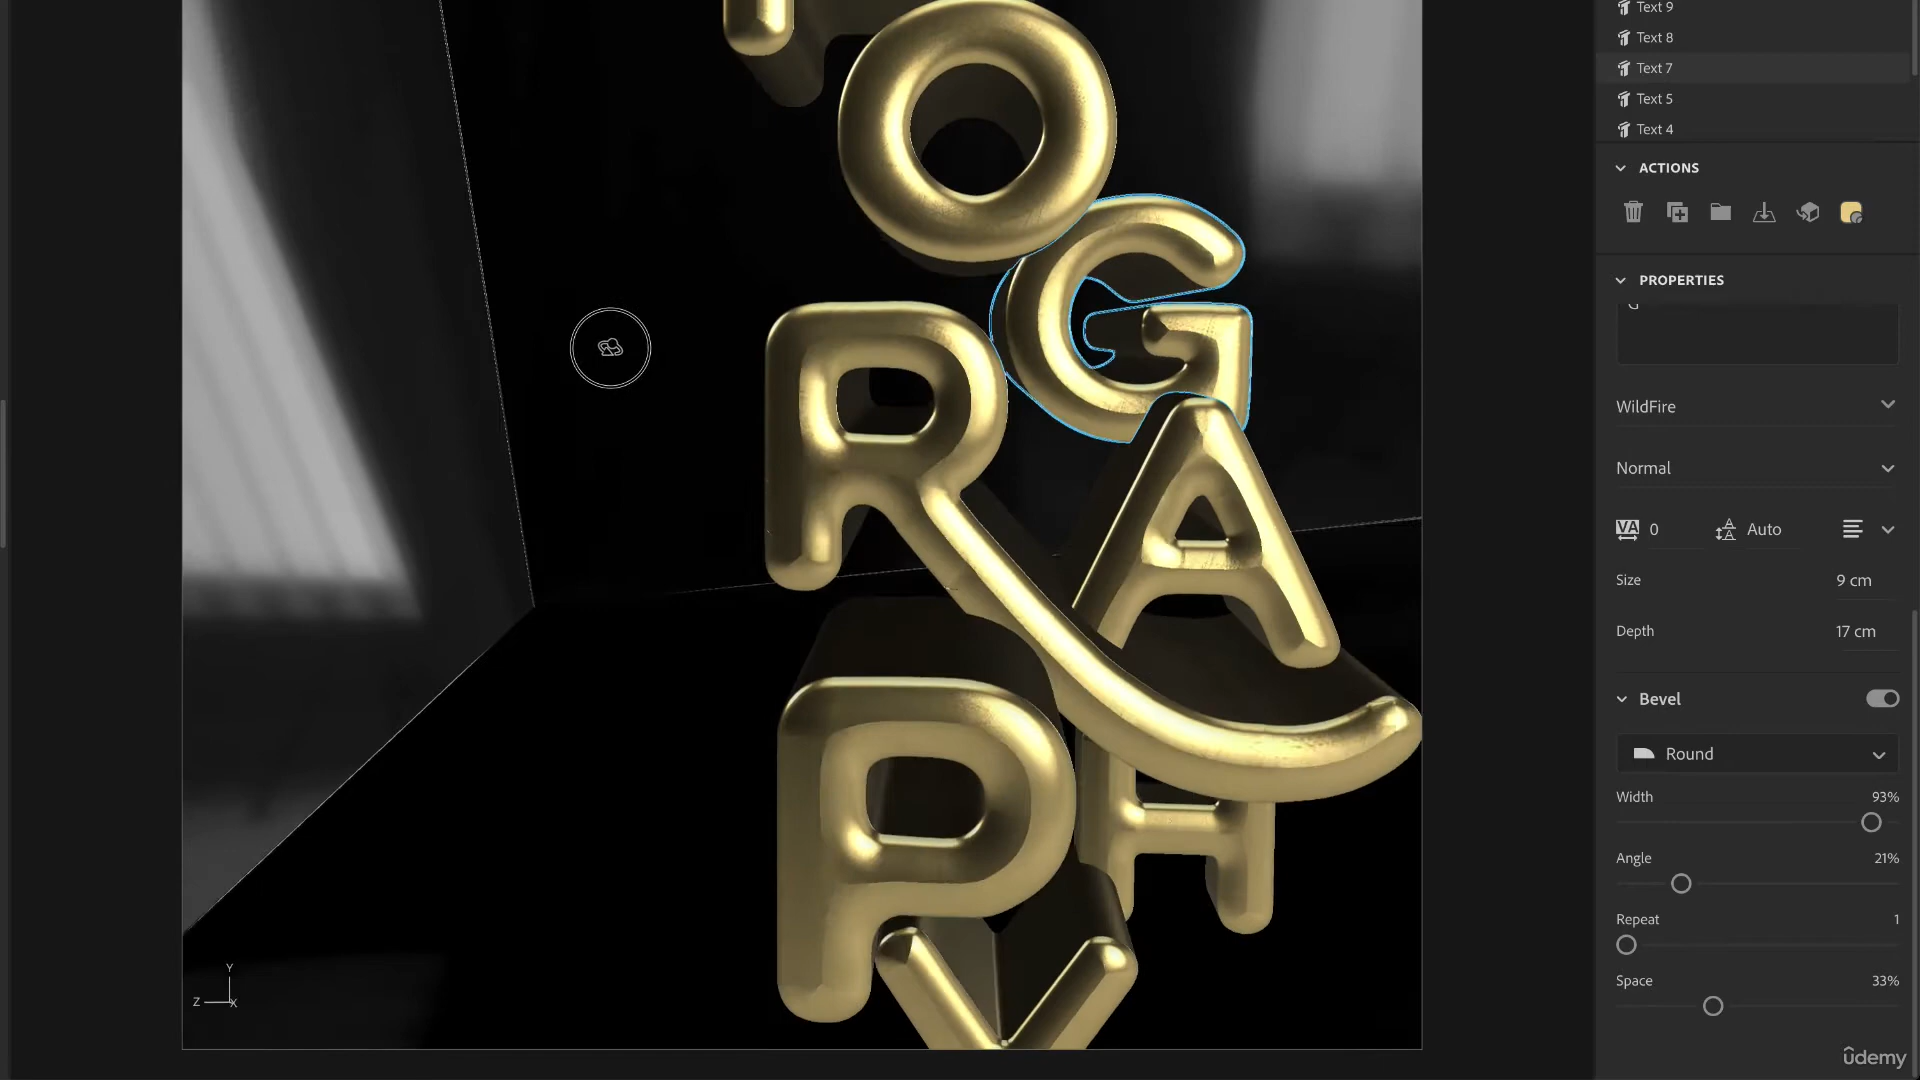 Text 9
Text 8
Text 7
Text 5
Text 4
ACTIONS
PROPERTIES
G
WildFire
Normal
VA 0 Auto
Size 9 cm
Depth 17 cm
Bevel
Round
Width 93%
Angle 21%
Repeat 1
Space 33%
O
G
R
A
P
H
Y
Y
Z X
udemy